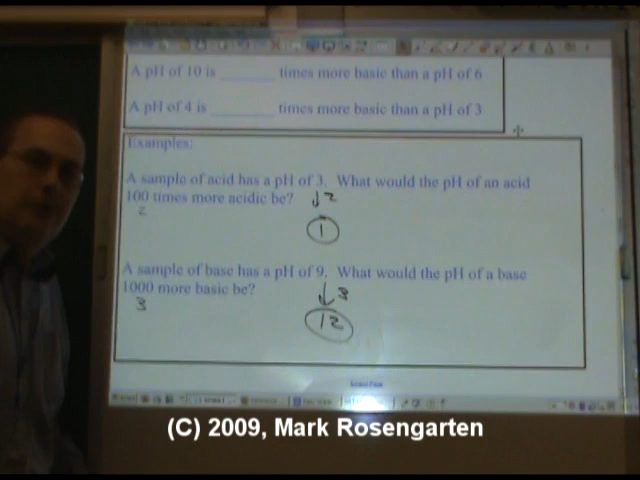 A pH of 10 is _______ times more basic than a pH of 6
A pH of 4 is ________ times more basic than a pH of 3
Examples:
A sample of acid has a pH of 3. What would the pH of an acid
100 times more acidic be? ↓2
2
1
A sample of base has a pH of 9. What would the pH of a base
1000 more basic be? ↓3
3
12
(C) 2009, Mark Rosengarten